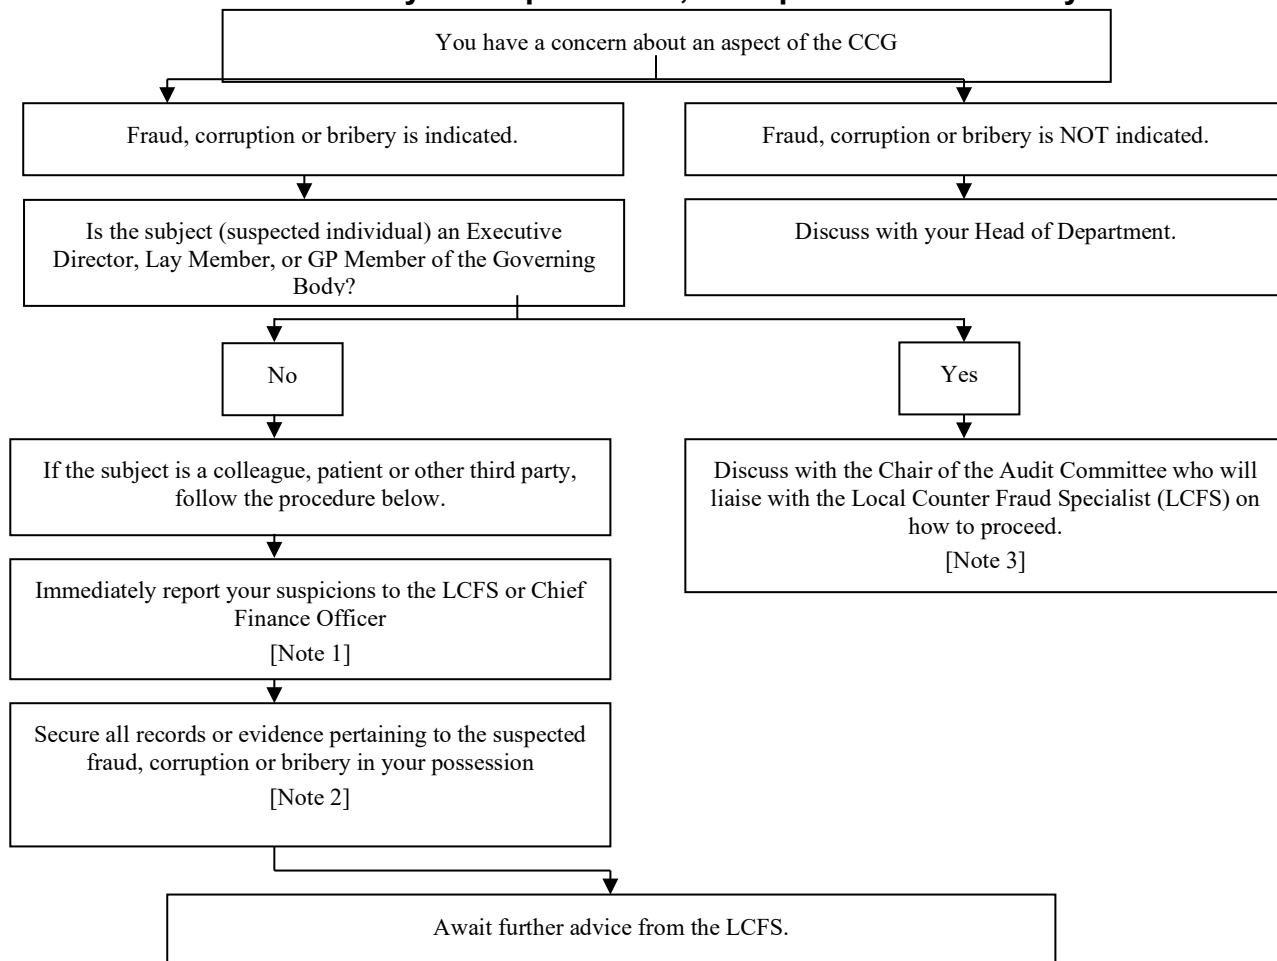 You have a concern about an aspect of the CCG
Fraud, corruption or bribery is indicated.
Fraud, corruption or bribery is NOT indicated.
Is the subject (suspected individual) an Executive
Director, Lay Member, or GP Member of the Governing
Body?
Discuss with your Head of Department.
No
Yes
If the subject is a colleague, patient or other third party,
follow the procedure below.
Discuss with the Chair of the Audit Committee who will
liaise with the Local Counter Fraud Specialist (LCFS) on
how to proceed.
[Note 3]
Immediately report your suspicions to the LCFS or Chief
Finance Officer
[Note 1]
Secure all records or evidence pertaining to the suspected
fraud, corruption or bribery in your possession
[Note 2]
Await further advice from the LCFS.